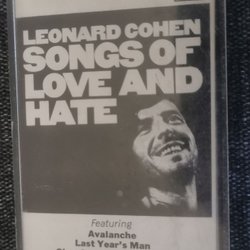 LEONARD COHEN
SONGS OF
LOVE AND
HATE
Featuring
Avalanche
Last Year's Man